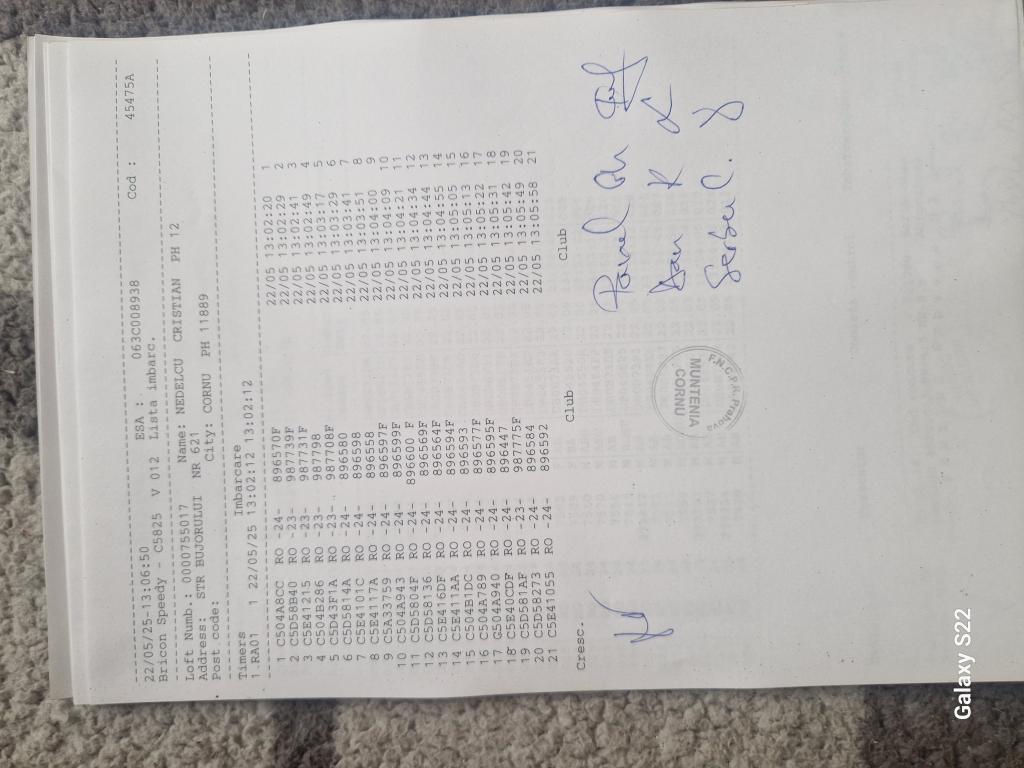 22/05/25-13:06:50 ESA : 063C008938 Cod : 45475A
Bricon Speedy - C5825 V 012 Lista imbarc.
Loft Numb.: 0000755017 Name: NEDELCU CRISTIAN PH 12
Address: STR BUJORULUI NR 621
Post code: City: CORNU PH 11889
Timers Imbarcare
1-RA01 1 22/05/25 13:02:12 13:02:12
1 C504A8CC RO -24- 896570F 22/05 13:02:20 1
2 C5D58B40 RO -23- 987739F 22/05 13:02:29 2
3 C5E41215 RO -23- 987731F 22/05 13:02:41 3
4 C504B286 RO -23- 987798 22/05 13:02:49 4
5 C5D43F1A RO -23- 987708F 22/05 13:03:17 5
6 C5D5814A RO -24- 896580 22/05 13:03:29 6
7 C5E4101C RO -24- 896598 22/05 13:03:41 7
8 C5E4117A RO -24- 896558 22/05 13:03:51 8
9 C5A33759 RO -24- 896597F 22/05 13:04:00 9
10 C504A943 RO -24- 896599F 22/05 13:04:09 10
11 C5D5804F RO -24- 896600 F 22/05 13:04:21 11
12 C5D58136 RO -24- 896569F 22/05 13:04:34 12
13 C5E416DF RO -24- 896564F 22/05 13:04:44 13
14 C5E411AA RO -24- 896594F 22/05 13:04:55 14
15 C504B1DC RO -24- 896593 22/05 13:05:05 15
16 C504A789 RO -24- 896577F 22/05 13:05:13 16
17 G504A940 RO -24- 896595F 22/05 13:05:22 17
18 C5E40CDF RO -24- 896447 22/05 13:05:31 18
19 C5D581AF RO -23- 987775F 22/05 13:05:42 19
20 C5D58273 RO -24- 896584 22/05 13:05:49 20
21 C5E41055 RO -24- 896592 22/05 13:05:58 21
Cresc. Club Club
F.N.C.P.R. Prahova
MUNTENIA
CORNU
Galaxy S22